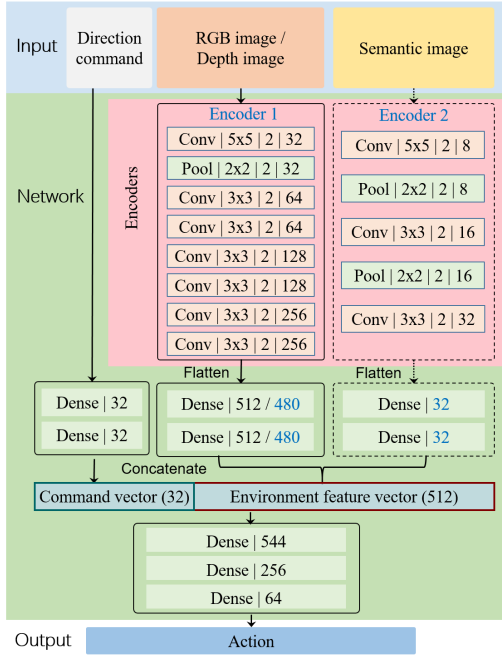 Input
Direction
command
RGB image /
Depth image
Semantic image
Network
Encoders
Encoder 1
Conv | 5x5 | 2 | 32
Pool | 2x2 | 2 | 32
Conv | 3x3 | 2 | 64
Conv | 3x3 | 2 | 64
Conv | 3x3 | 2 | 128
Conv | 3x3 | 2 | 128
Conv | 3x3 | 2 | 256
Conv | 3x3 | 2 | 256
Encoder 2
Conv | 5x5 | 2 | 8
Pool | 2x2 | 2 | 8
Conv | 3x3 | 2 | 16
Pool | 2x2 | 2 | 16
Conv | 3x3 | 2 | 32
Flatten
Flatten
Dense | 32
Dense | 32
Dense | 512 / 480
Dense | 512 / 480
Dense | 32
Dense | 32
Concatenate
Command vector (32)
Environment feature vector (512)
Dense | 544
Dense | 256
Dense | 64
Output
Action